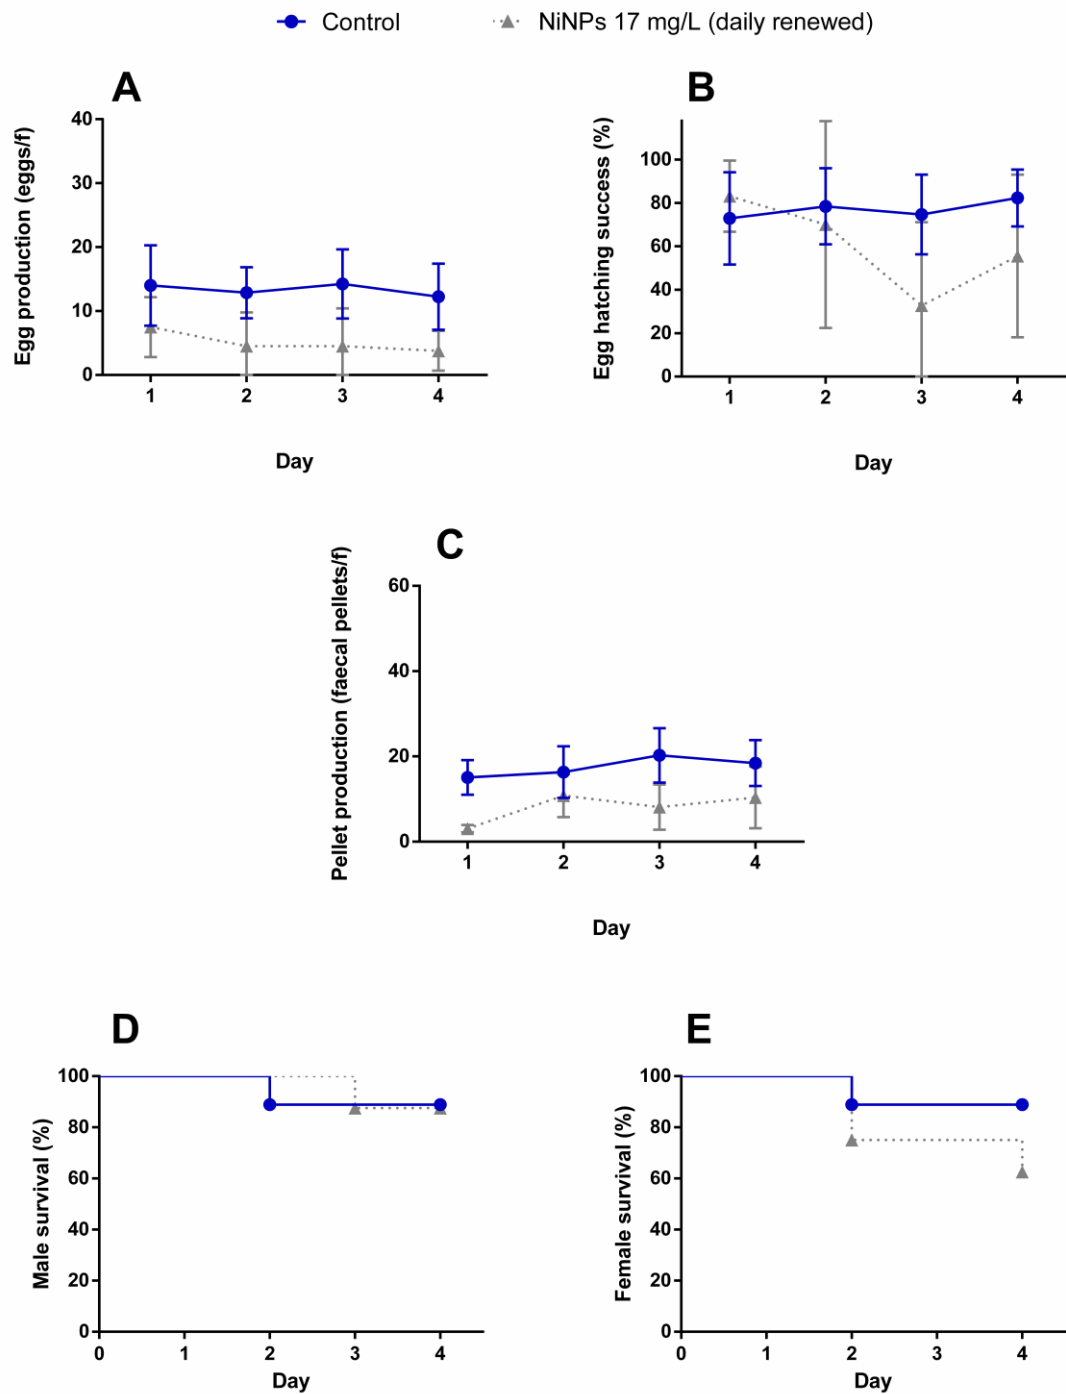 Control
NiNPs 17 mg/L (daily renewed)
A
Egg production (eggs/f)
40
30
20
10
0
1 2 3 4
Day
B
Egg hatching success (%)
100
80
60
40
20
0
1 2 3 4
Day
C
Pellet production (faecal pellets/f)
60
40
20
0
1 2 3 4
Day
D
Male survival (%)
100
80
60
40
20
0
0 1 2 3 4
Day
E
Female survival (%)
100
80
60
40
20
0
0 1 2 3 4
Day